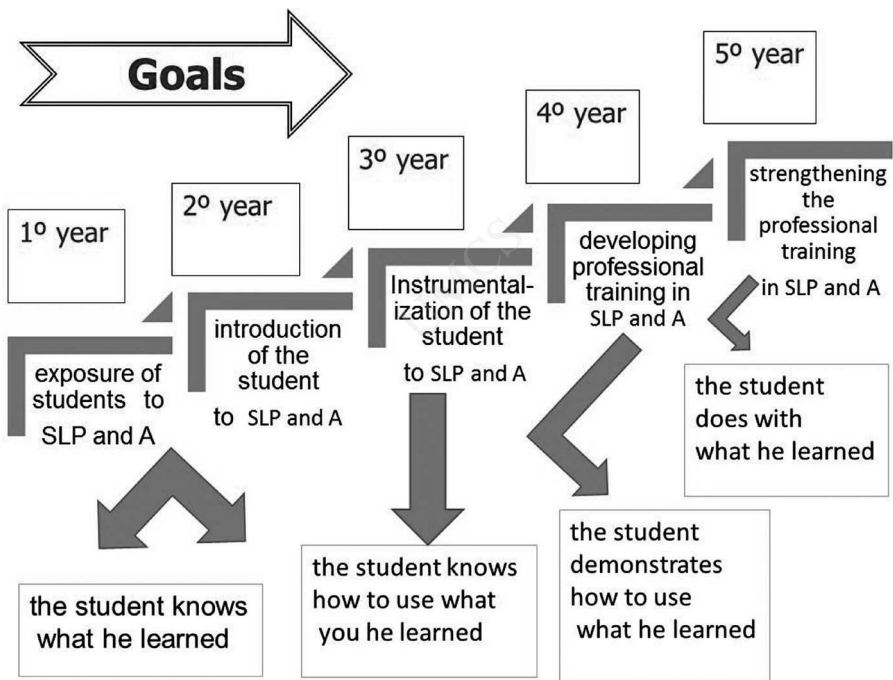 Goals
1º year
2º year
3º year
4º year
5º year
exposure of
students to
SLP and A
introduction
of the
student
to SLP and A
Instrumental-
ization of the
student
to SLP and A
developing
professional
training in
SLP and A
strengthening
the
professional
training
in SLP and A
the student knows
what he learned
the student knows
how to use what
you he learned
the student
demonstrates
how to use
what he learned
the student
does with
what he learned
UMCS